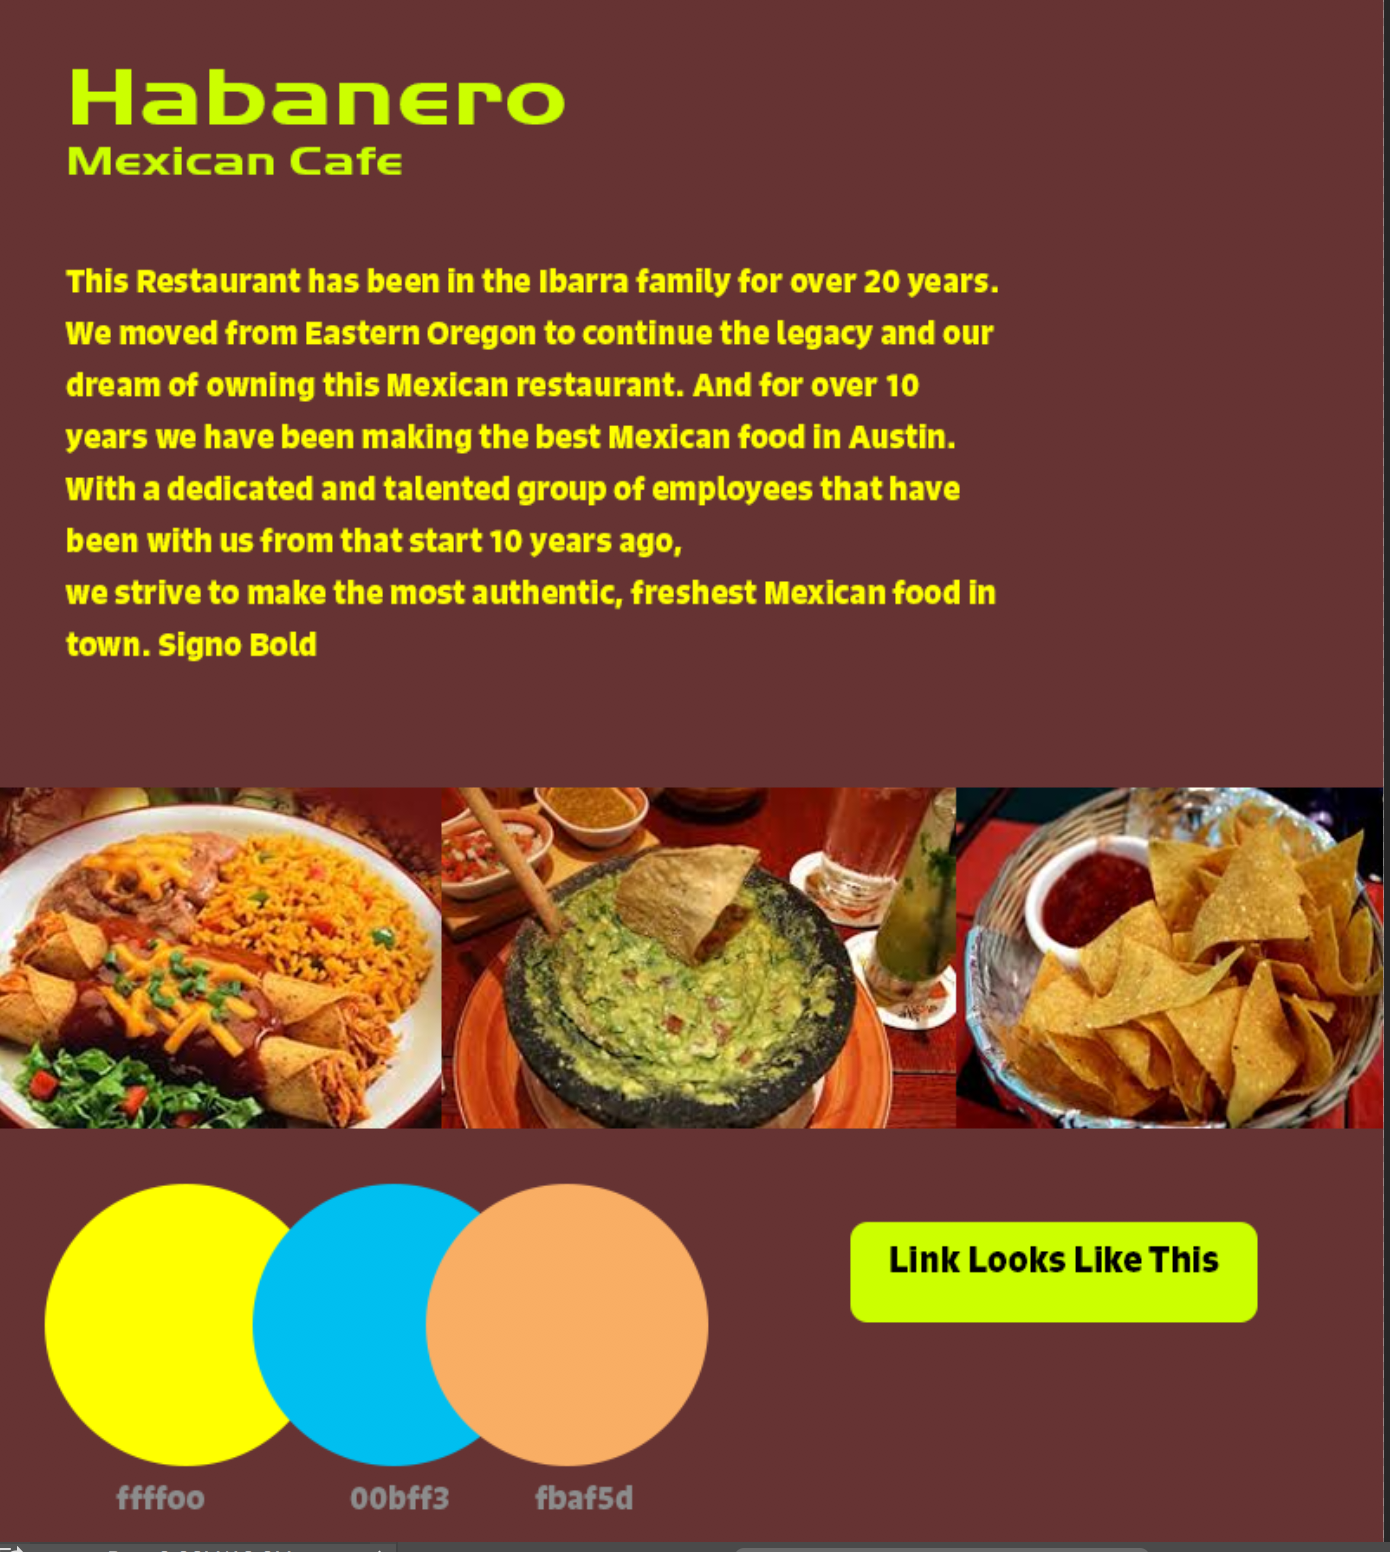 Habanero
Mexican Cafe
This Restaurant has been in the Ibarra family for over 20 years.
We moved from Eastern Oregon to continue the legacy and our
dream of owning this Mexican restaurant. And for over 10
years we have been making the best Mexican food in Austin.
With a dedicated and talented group of employees that have
been with us from that start 10 years ago,
we strive to make the most authentic, freshest Mexican food in
town. Signo Bold
Link Looks Like This
ffff00
00bff3
fbaf5d